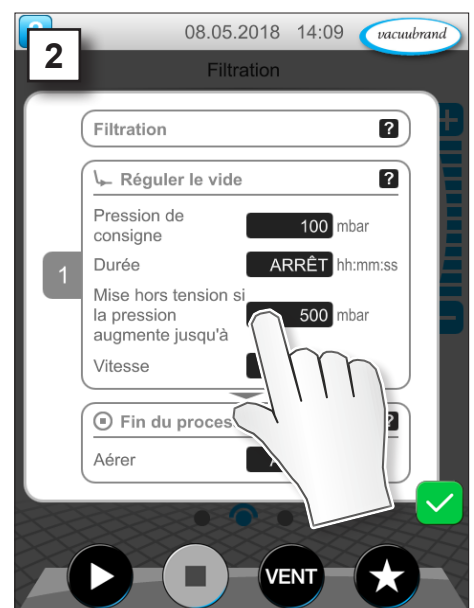 08.05.2018 14:09 vacuubrand
2
Filtration
Filtration ?
Réguler le vide ?
Pression de
consigne
100 mbar
1
Durée ARRÊT hh:mm:ss
Mise hors tension si
la pression
augmente jusqu'à
500 mbar
Vitesse
Fin du proces ?
Aérer
VENT